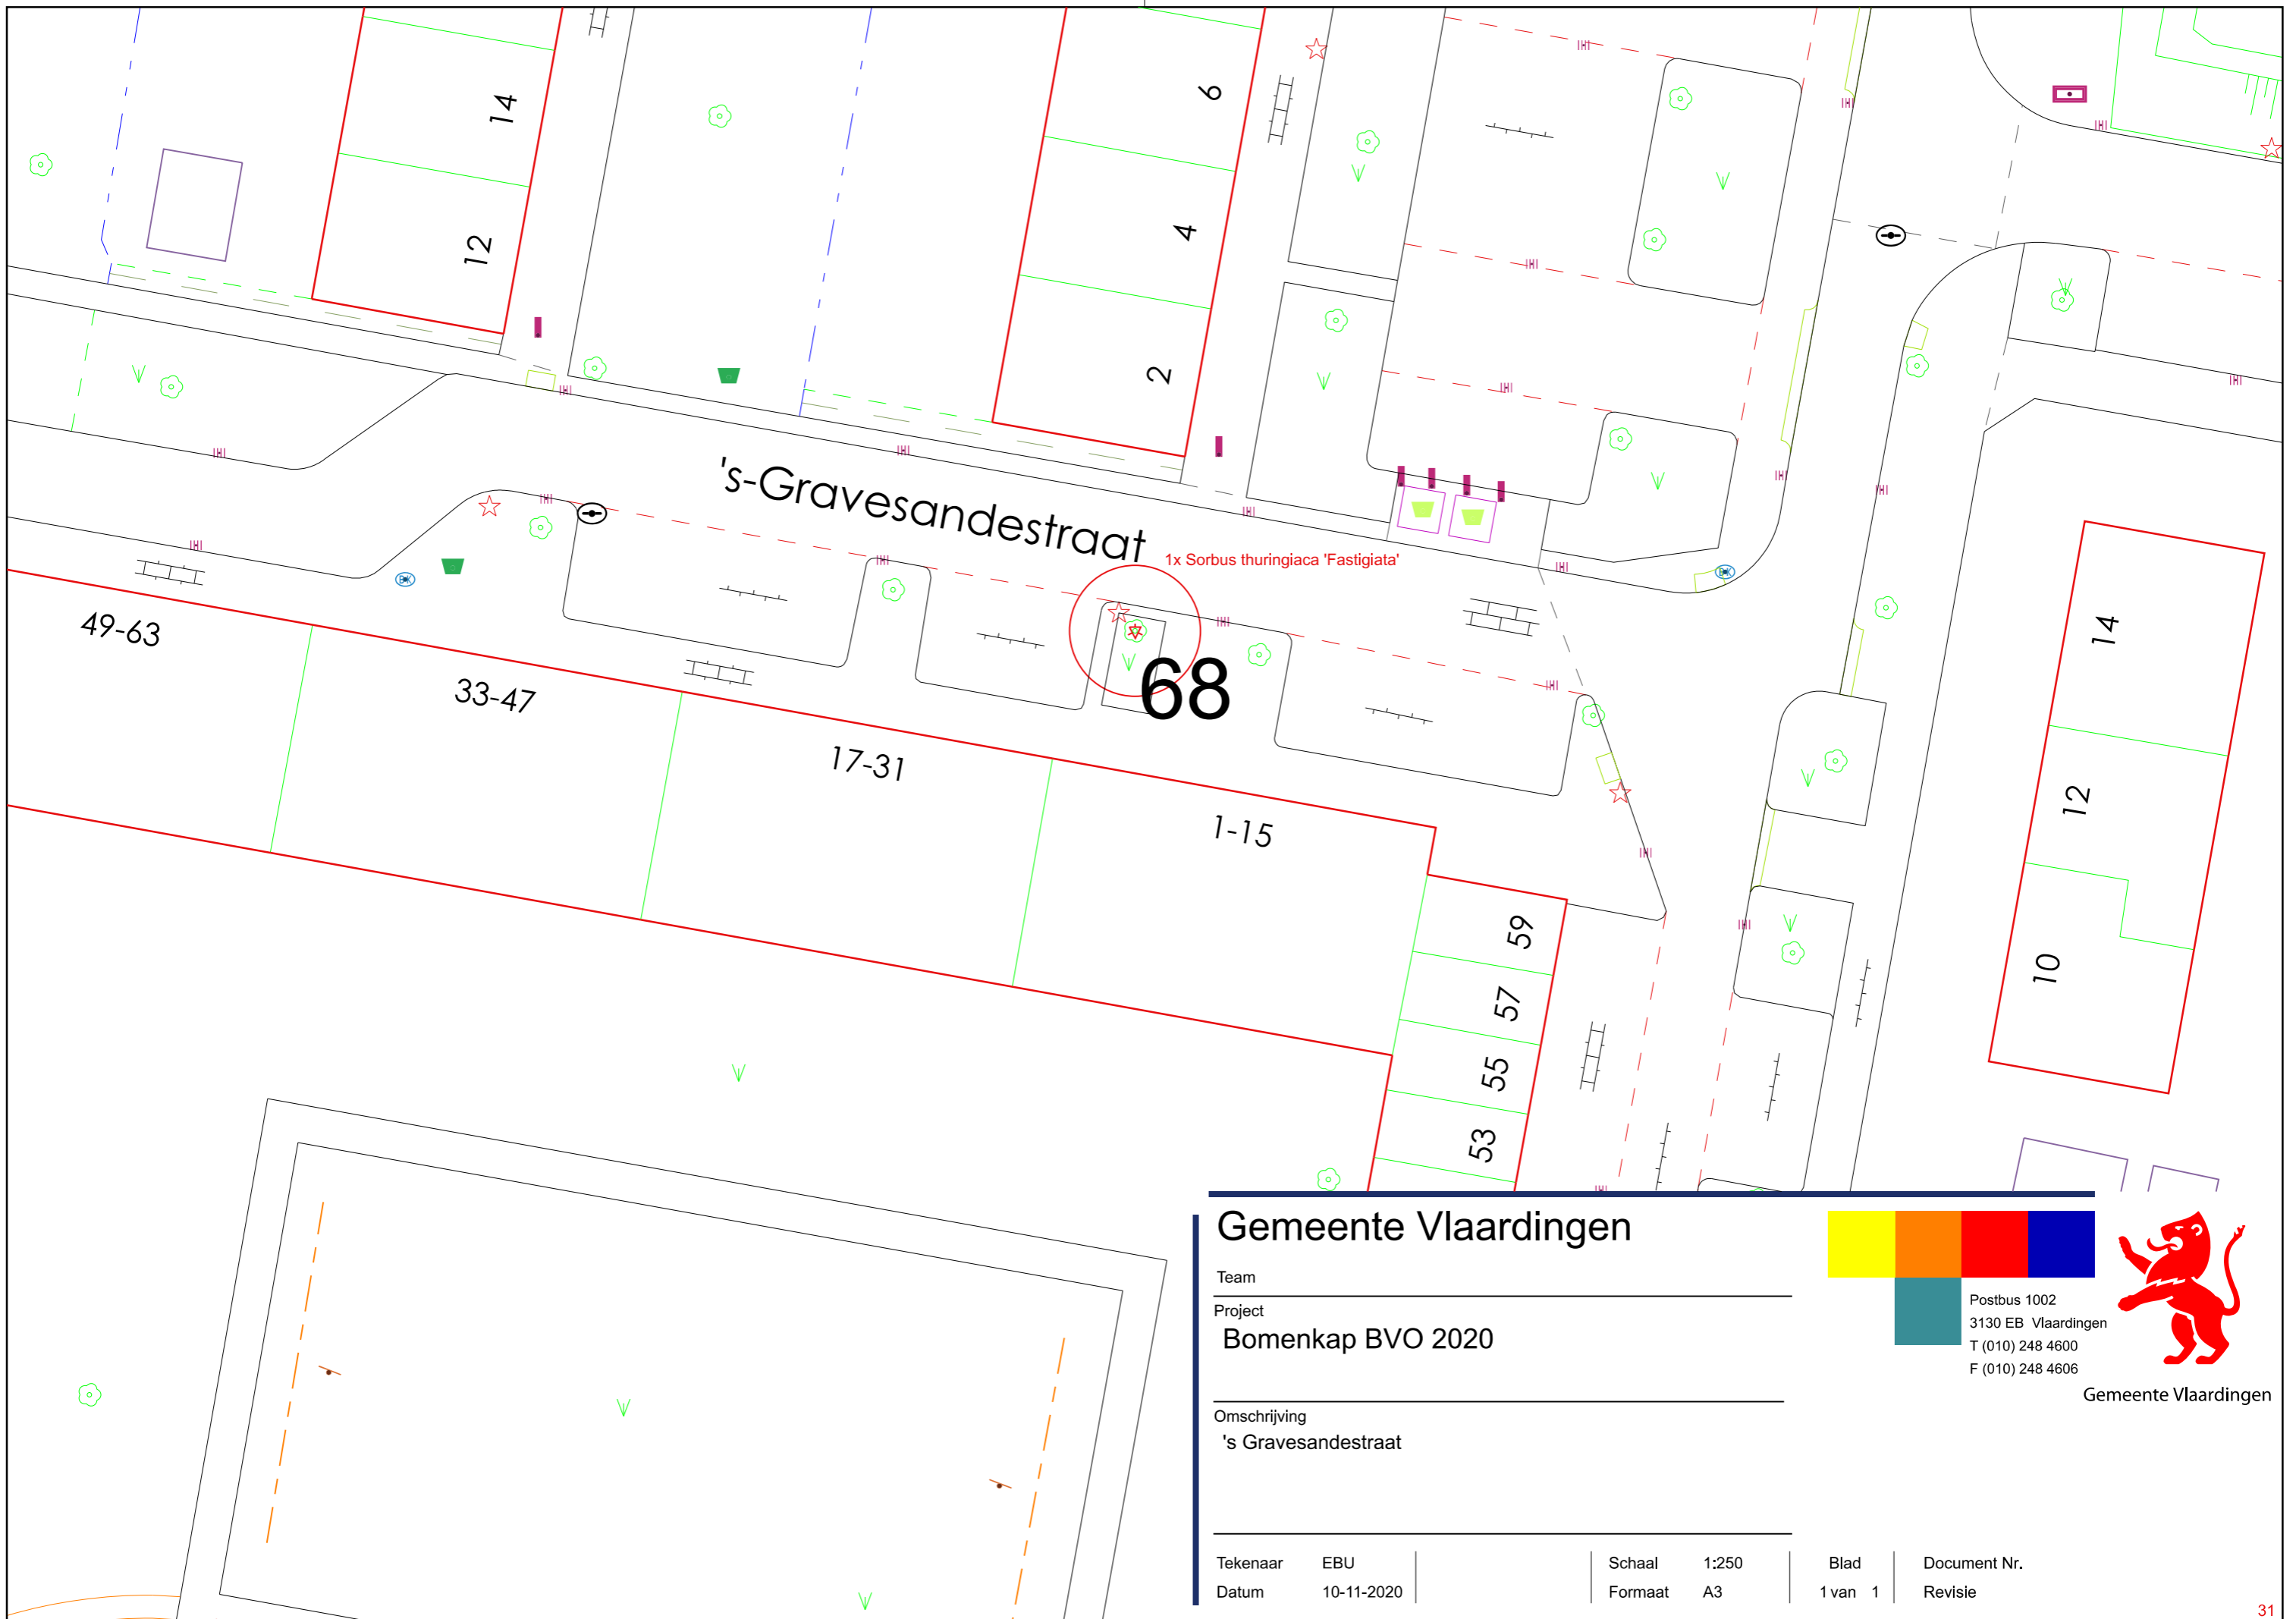 14
12
6
4
2
's-Gravesandestraat
1x Sorbus thuringiaca 'Fastigiata'
BK
BK
68
49-63
33-47
17-31
1-15
14
12
10
59
57
55
53
Gemeente Vlaardingen
Team
Project
Bomenkap BVO 2020
Omschrijving
's Gravesandestraat
Postbus 1002
3130 EB Vlaardingen
T (010) 248 4600
F (010) 248 4606
Gemeente Vlaardingen
Tekenaar EBU Schaal 1:250 Blad Document Nr.
Datum 10-11-2020 Formaat A3 1 van 1 Revisie
31